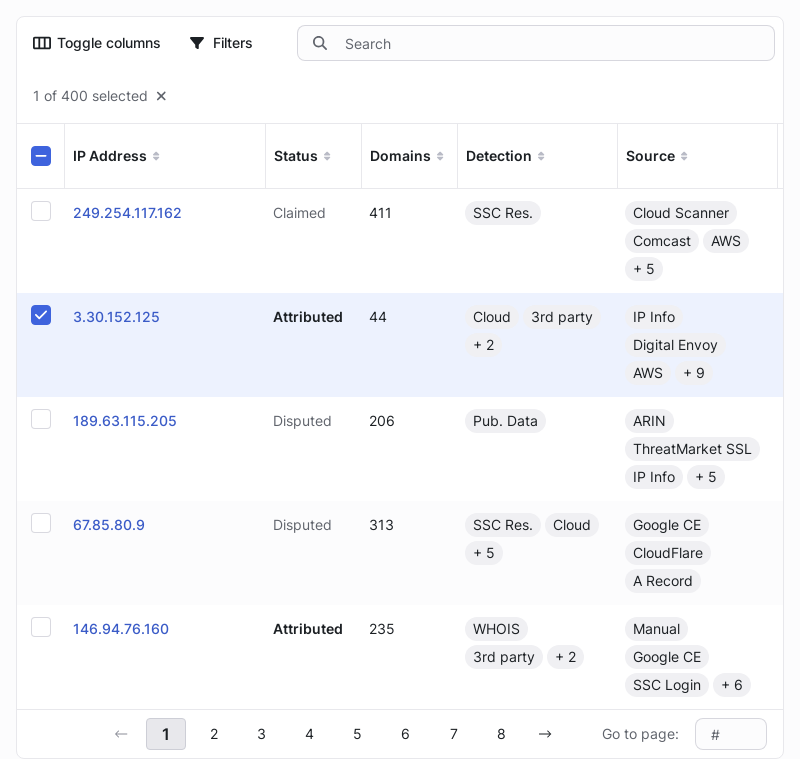 Toggle columns Filters Search
1 of 400 selected ×
IP Address Status Domains Detection Source
249.254.117.162 Claimed 411 SSC Res. Cloud Scanner
Comcast AWS
+ 5
3.30.152.125 Attributed 44 Cloud 3rd party IP Info
+ 2 Digital Envoy
AWS + 9
189.63.115.205 Disputed 206 Pub. Data ARIN
ThreatMarket SSL
IP Info + 5
67.85.80.9 Disputed 313 SSC Res. Cloud Google CE
+ 5 CloudFlare
A Record
146.94.76.160 Attributed 235 WHOIS Manual
3rd party + 2 Google CE
SSC Login + 6
← 1 2 3 4 5 6 7 8 → Go to page: #